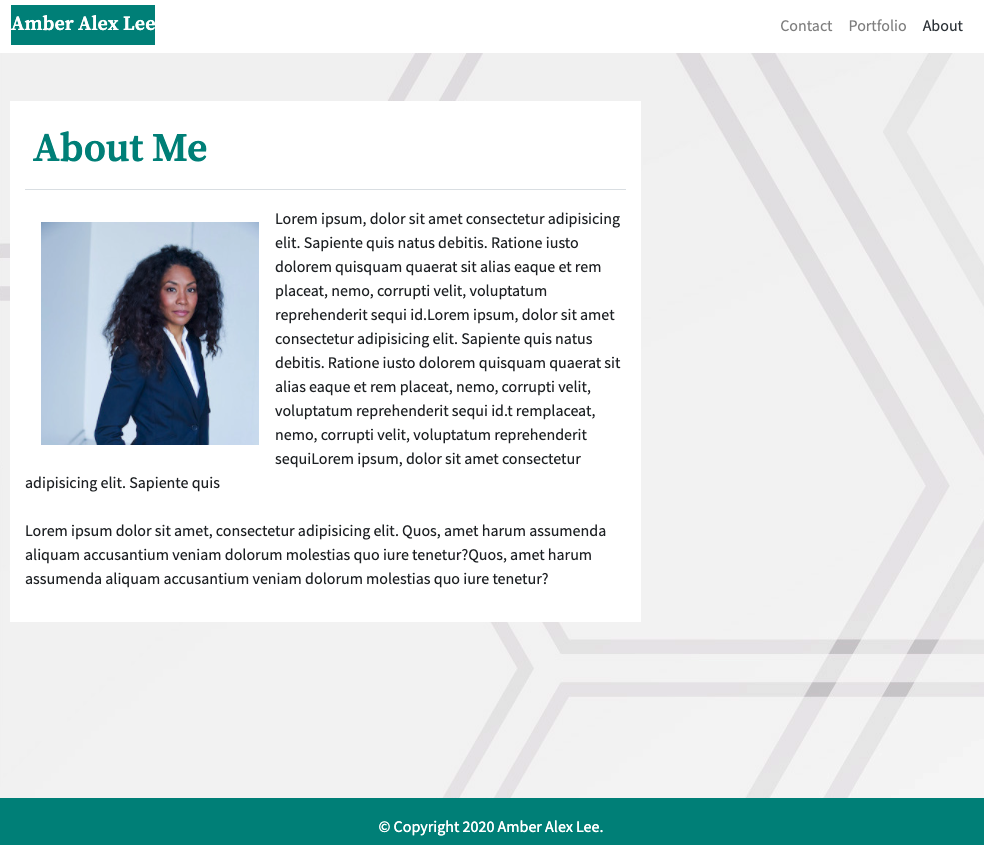 Amber Alex Lee
Contact Portfolio About
About Me
Lorem ipsum, dolor sit amet consectetur adipisicing
elit. Sapiente quis natus debitis. Ratione iusto
dolorem quisquam quaerat sit alias eaque et rem
placeat, nemo, corrupti velit, voluptatum
reprehenderit sequi id.Lorem ipsum, dolor sit amet
consectetur adipisicing elit. Sapiente quis natus
debitis. Ratione iusto dolorem quisquam quaerat sit
alias eaque et rem placeat, nemo, corrupti velit,
voluptatum reprehenderit sequi id.t remplaceat,
nemo, corrupti velit, voluptatum reprehenderit
sequiLorem ipsum, dolor sit amet consectetur
adipisicing elit. Sapiente quis
Lorem ipsum dolor sit amet, consectetur adipisicing elit. Quos, amet harum assumenda
aliquam accusantium veniam dolorum molestias quo iure tenetur?Quos, amet harum
assumenda aliquam accusantium veniam dolorum molestias quo iure tenetur?
© Copyright 2020 Amber Alex Lee.